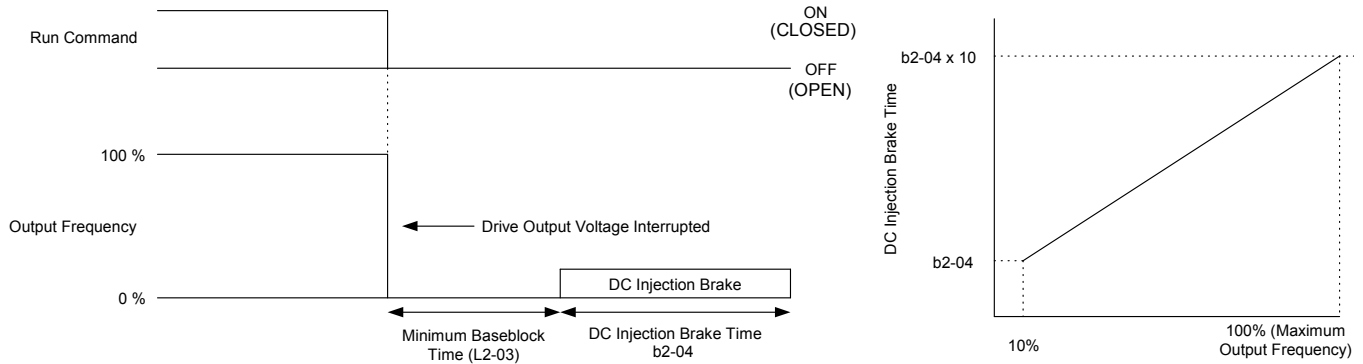 Run Command
ON
(CLOSED)
OFF
(OPEN)
100 %
Output Frequency
Drive Output Voltage Interrupted
0 %
DC Injection Brake
Minimum Baseblock
Time (L2-03)
DC Injection Brake Time
b2-04
b2-04 x 10
DC Injection Brake Time
b2-04
10%
100% (Maximum
Output Frequency)